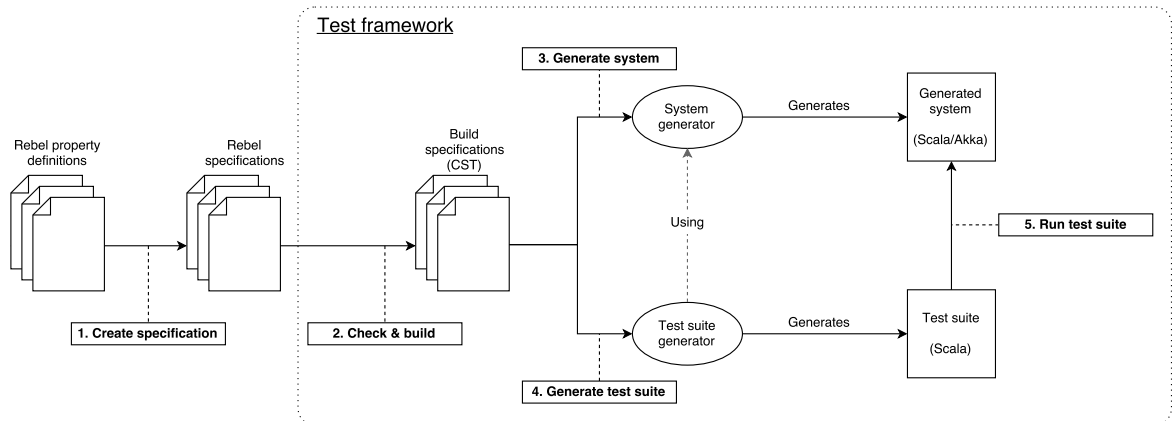 Test framework
3. Generate system
System
generator
Generates
Generated
system
(Scala/Akka)
Rebel property
definitions
Rebel
specifications
Build
specifications
(CST)
Using
5. Run test suite
1. Create specification
2. Check & build
Test suite
generator
Generates
Test suite
(Scala)
4. Generate test suite